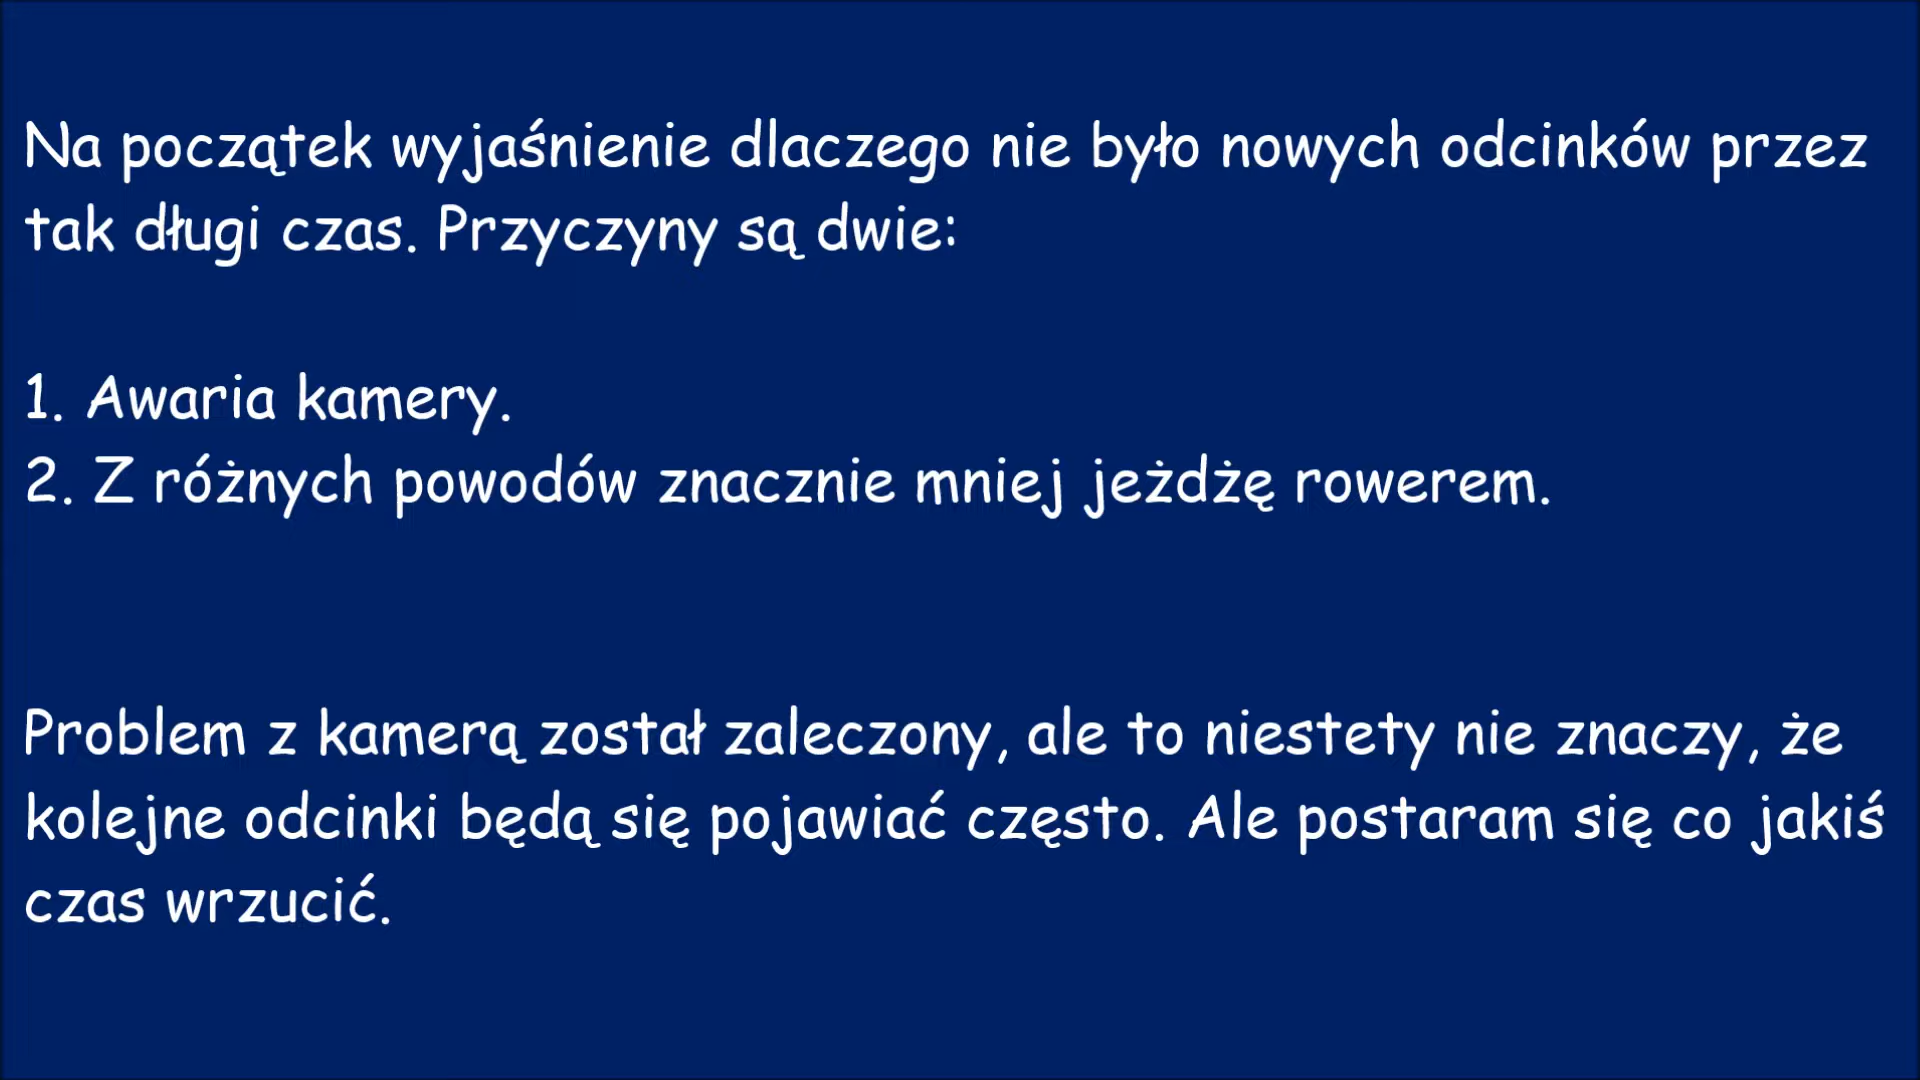 Na początek wyjaśnienie dlaczego nie było nowych odcinków przez
tak długi czas. Przyczyny są dwie:
1. Awaria kamery.
2. Z różnych powodów znacznie mniej jeżdżę rowerem.
Problem z kamerą został zaleczony, ale to niestety nie znaczy, że
kolejne odcinki będą się pojawiać często. Ale postaram się co jakiś
czas wrzucić.